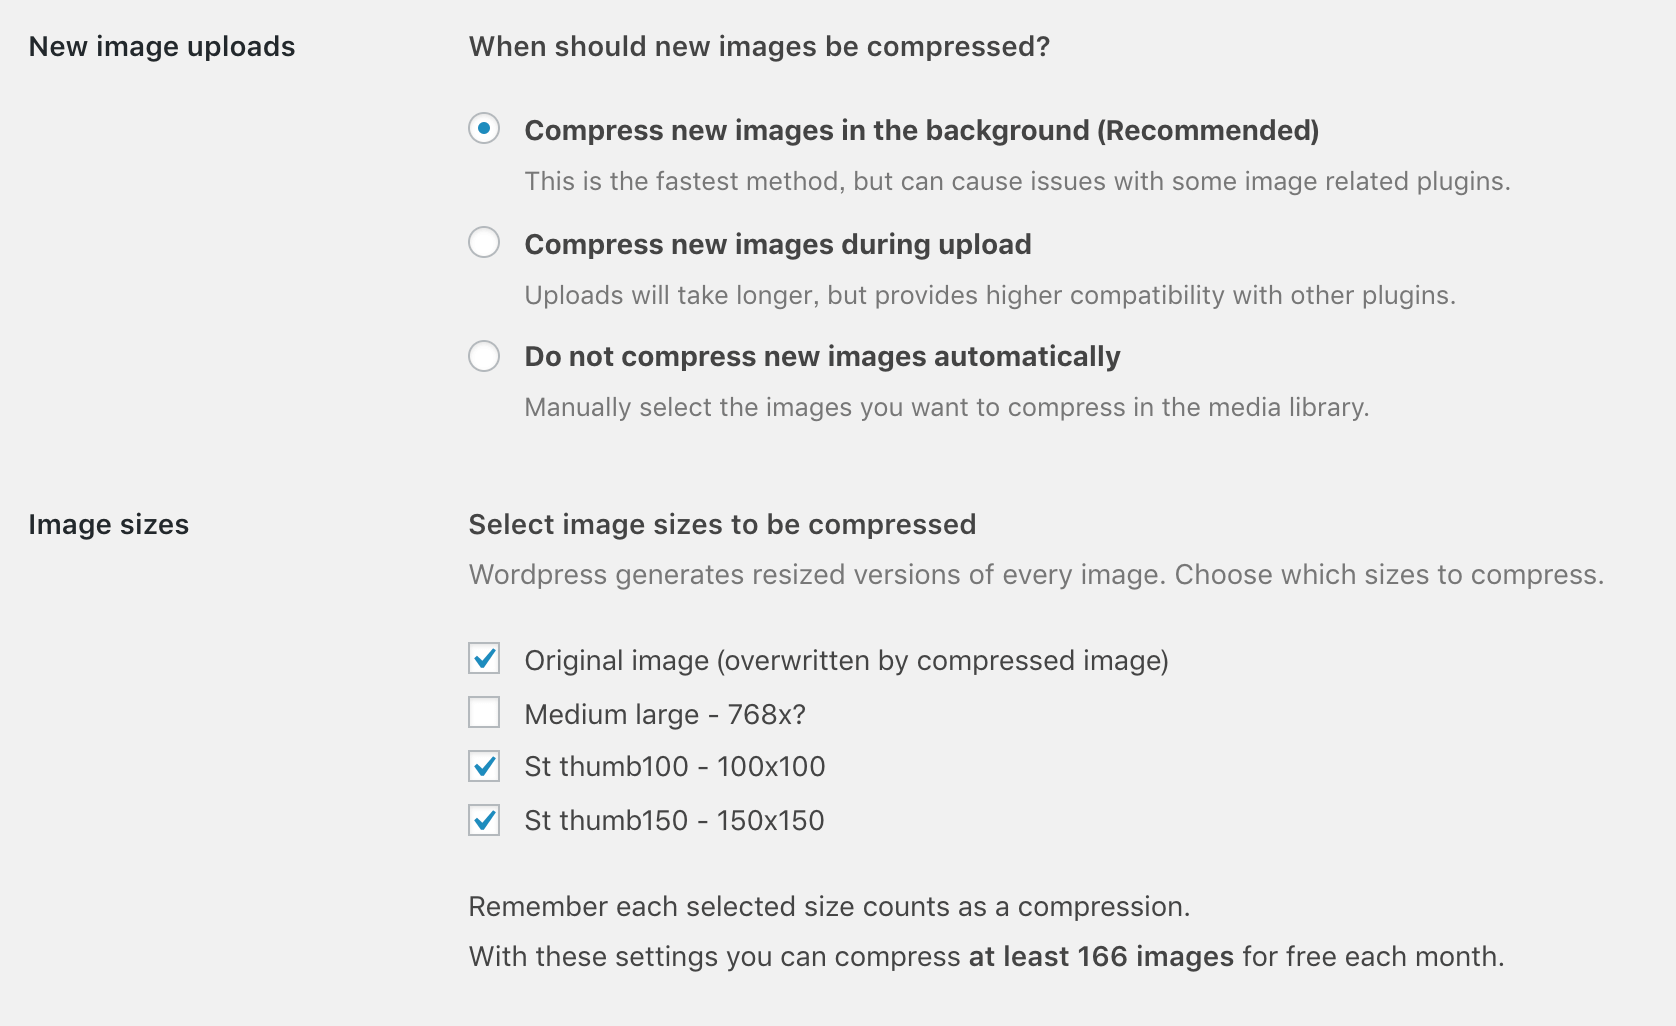 New image uploads
When should new images be compressed?
Compress new images in the background (Recommended)
This is the fastest method, but can cause issues with some image related plugins.
Compress new images during upload
Uploads will take longer, but provides higher compatibility with other plugins.
Do not compress new images automatically
Manually select the images you want to compress in the media library.
Image sizes
Select image sizes to be compressed
Wordpress generates resized versions of every image. Choose which sizes to compress.
Original image (overwritten by compressed image)
Medium large - 768x?
St thumb100 - 100x100
St thumb150 - 150x150
Remember each selected size counts as a compression.
With these settings you can compress at least 166 images for free each month.